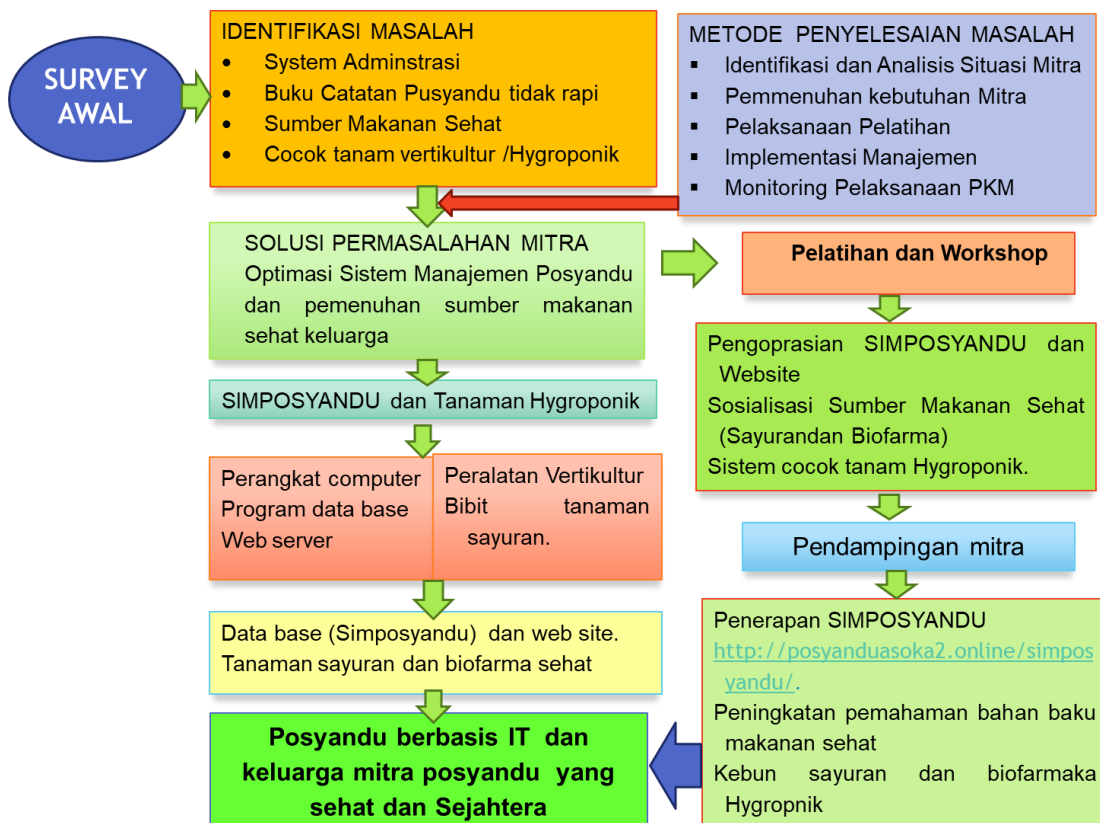 SURVEY
AWAL
IDENTIFIKASI MASALAH
• System Adminstrasi
• Buku Catatan Pusyandu tidak rapi
• Sumber Makanan Sehat
• Cocok tanam vertikultur /Hygroponik
METODE PENYELESAIAN MASALAH
▪ Identifikasi dan Analisis Situasi Mitra
▪ Pemmenuhan kebutuhan Mitra
▪ Pelaksanaan Pelatihan
▪ Implementasi Manajemen
▪ Monitoring Pelaksanaan PKM
SOLUSI PERMASALAHAN MITRA
Optimasi Sistem Manajemen Posyandu
dan pemenuhan sumber makanan
sehat keluarga
Pelatihan dan Workshop
SIMPOSYANDU dan Tanaman Hygroponik
Pengoprasian SIMPOSYANDU dan
Website
Sosialisasi Sumber Makanan Sehat
(Sayurandan Biofarma)
Sistem cocok tanam Hygroponik.
Perangkat computer
Program data base
Web server
Peralatan Vertikultur
Bibit tanaman
sayuran.
Pendampingan mitra
Data base (Simposyandu) dan web site.
Tanaman sayuran dan biofarma sehat
Penerapan SIMPOSYANDU
http://posyanduasoka2.online/simpos
yandu/.
Peningkatan pemahaman bahan baku
makanan sehat
Kebun sayuran dan biofarmaka
Hygropnik
Posyandu berbasis IT dan
keluarga mitra posyandu yang
sehat dan Sejahtera